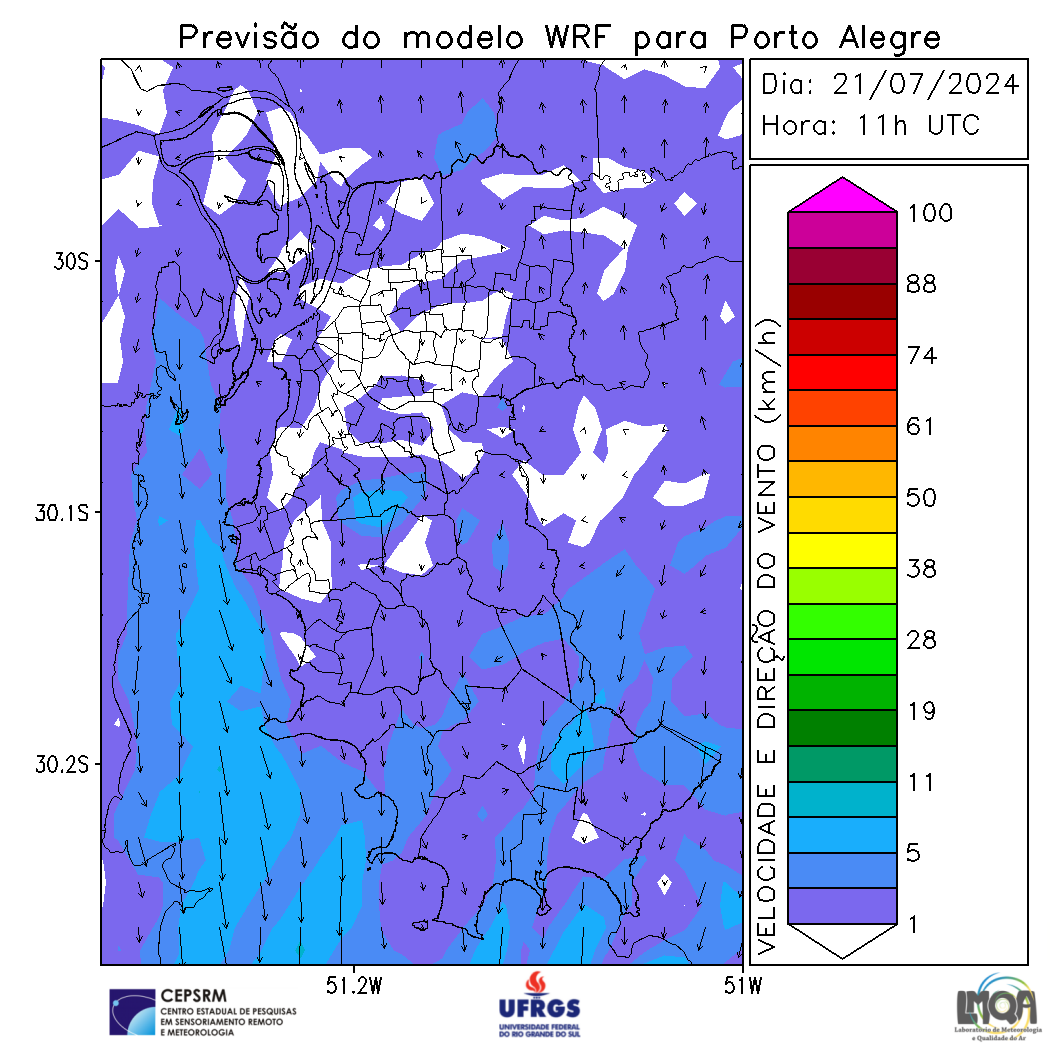 Previsão do modelo WRF para Porto Alegre
Dia: 21/07/2024
Hora: 11h UTC
30S
30.1S
30.2S
51.2W
51W
VELOCIDADE E DIREÇÃO DO VENTO (km/h)
100
88
74
61
50
38
28
19
11
5
1
CEPSRM
CENTRO ESTADUAL DE PESQUISAS
EM SENSORIAMENTO REMOTO
E METEOROLOGIA
UFRGS
UNIVERSIDADE FEDERAL
DO RIO GRANDE DO SUL
LMQA
Laboratório de Meteorologia
e Qualidade do Ar